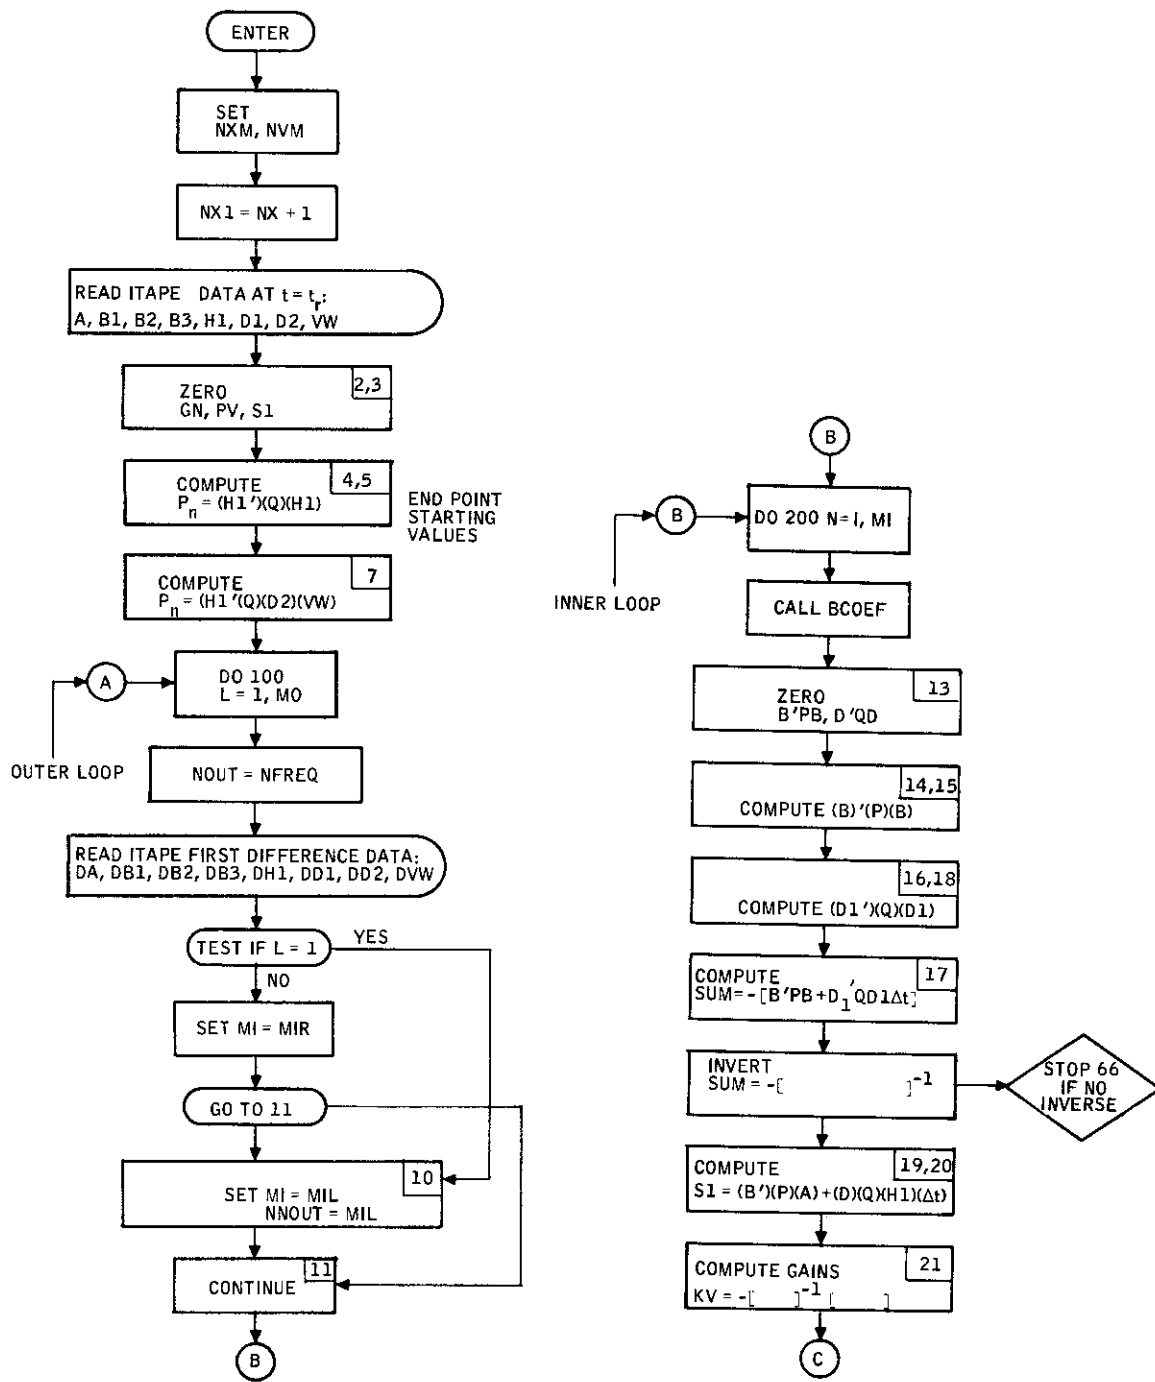 ENTER
SET
NXM, NVM
NX1 = NX + 1
READ ITAPE DATA AT t = t_r:
A, B1, B2, B3, H1, D1, D2, VW
2,3
ZERO
GN, PV, S1
4,5
COMPUTE
P_n = (H1')(Q)(H1)
END POINT
STARTING
VALUES
7
COMPUTE
P_n = (H1'(Q)(D2)(VW)
A
DO 100
L = 1, MO
OUTER LOOP
NOUT = NFREQ
READ ITAPE FIRST DIFFERENCE DATA:
DA, DB1, DB2, DB3, DH1, DD1, DD2, DVW
TEST IF L = 1
YES
NO
SET MI = MIR
GO TO 11
10
SET MI = MIL
NNOUT = MIL
11
CONTINUE
B
B
B
DO 200 N=I, MI
INNER LOOP
CALL BCOEF
13
ZERO
B'PB, D'QD
14,15
COMPUTE (B)'(P)(B)
16,18
COMPUTE (D1')(Q)(D1)
17
COMPUTE
SUM=-[B'PB+D_1'QD1Δt]
INVERT
SUM = -[ ]^-1
STOP 66
IF NO
INVERSE
19,20
COMPUTE
S1 = (B')(P)(A)+(D)(Q)(H1)(Δt)
21
COMPUTE GAINS
KV = -[ ]^-1 [ ]
C